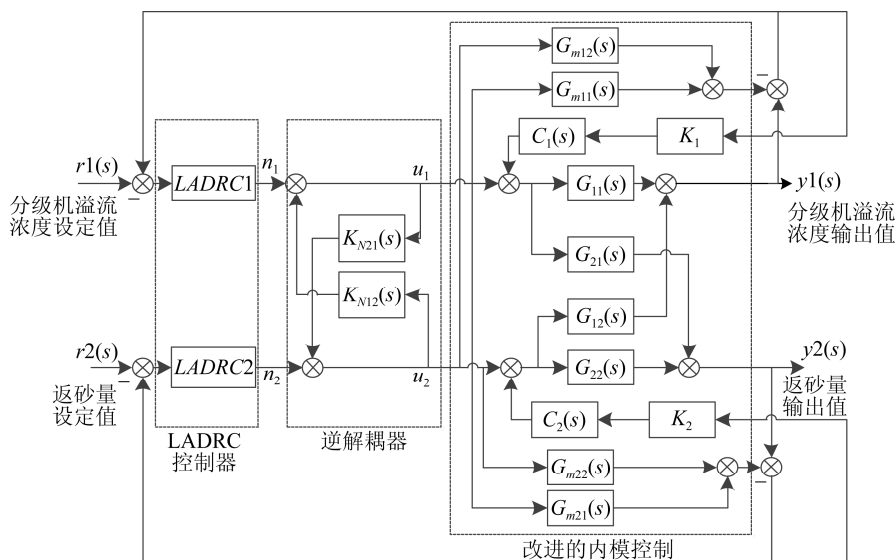 G_{m12}(s)
G_{m11}(s)
C_1(s)
K_1
r1(s)
LADRC1
n_1
u_1
G_{11}(s)
y1(s)
分级机溢流
浓度设定值
分级机溢流
浓度输出值
K_{N21}(s)
G_{21}(s)
K_{N12}(s)
G_{12}(s)
r2(s)
LADRC2
n_2
u_2
G_{22}(s)
y2(s)
返砂量
设定值
返砂量
输出值
C_2(s)
K_2
LADRC
控制器
逆解耦器
G_{m22}(s)
G_{m21}(s)
改进的内模控制